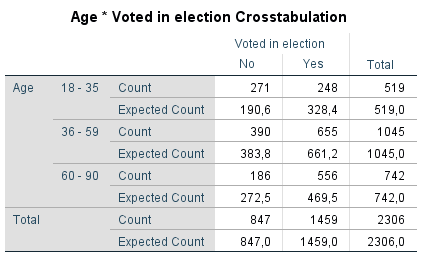 Age * Voted in election Crosstabulation
Voted in election
No Yes Total
Age 18 - 35 Count 271 248 519
Expected Count 190,6 328,4 519,0
36 - 59 Count 390 655 1045
Expected Count 383,8 661,2 1045,0
60 - 90 Count 186 556 742
Expected Count 272,5 469,5 742,0
Total Count 847 1459 2306
Expected Count 847,0 1459,0 2306,0